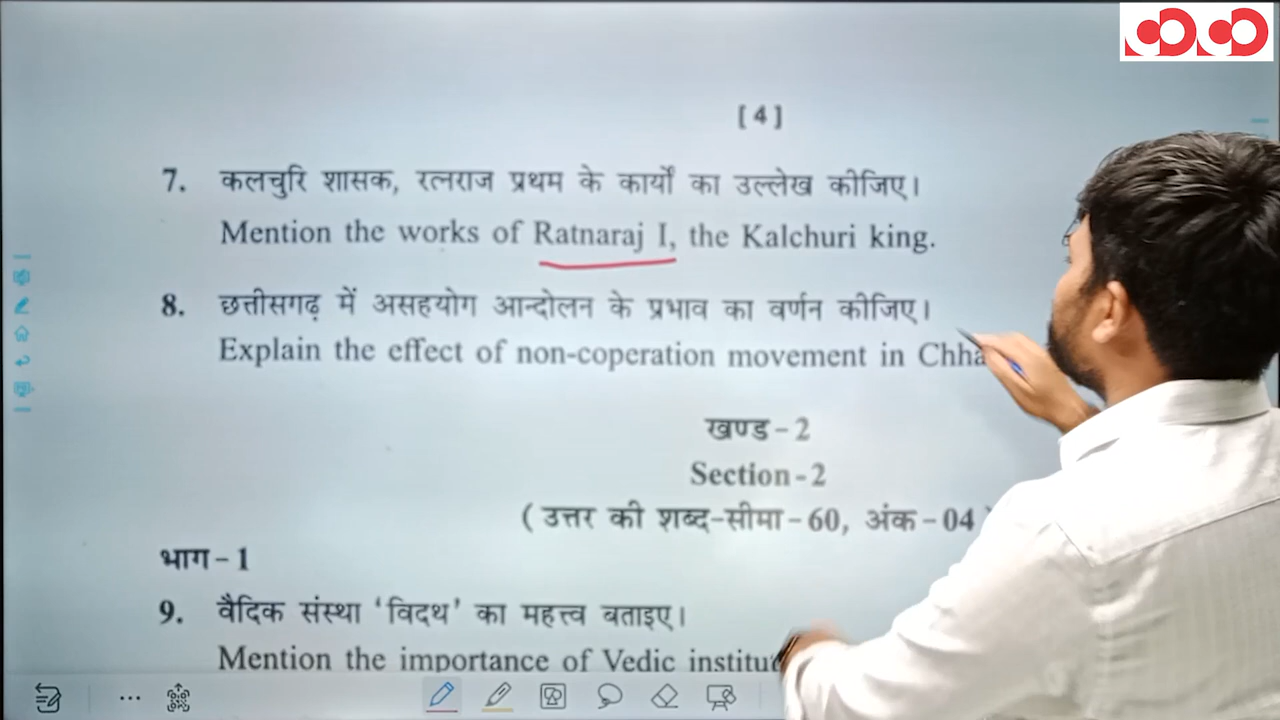 [ 4 ]
7. कलचुरि शासक, रत्नराज प्रथम के कार्यों का उल्लेख कीजिए।
Mention the works of Ratnaraj I, the Kalchuri king.
8. छत्तीसगढ़ में असहयोग आन्दोलन के प्रभाव का वर्णन कीजिए।
Explain the effect of non-coperation movement in
खण्ड - 2
Section - 2
( उत्तर की शब्द-सीमा - 60, अंक - 04
भाग - 1
9. वैदिक संस्था ‘विदथ’ का महत्त्व बताइए।
Mention the importance of Vedic